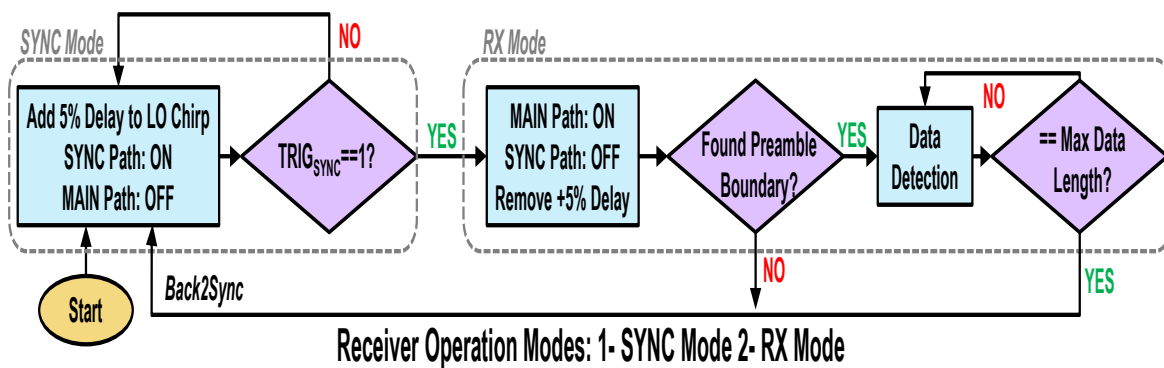 SYNC Mode
NO
RX Mode
Add 5% Delay to LO Chirp
SYNC Path: ON
MAIN Path: OFF
TRIGSYNC==1?
YES
MAIN Path: ON
SYNC Path: OFF
Remove +5% Delay
Found Preamble
Boundary?
YES
Data
Detection
NO
== Max Data
Length?
NO
YES
Back2Sync
Start
Receiver Operation Modes: 1- SYNC Mode 2- RX Mode